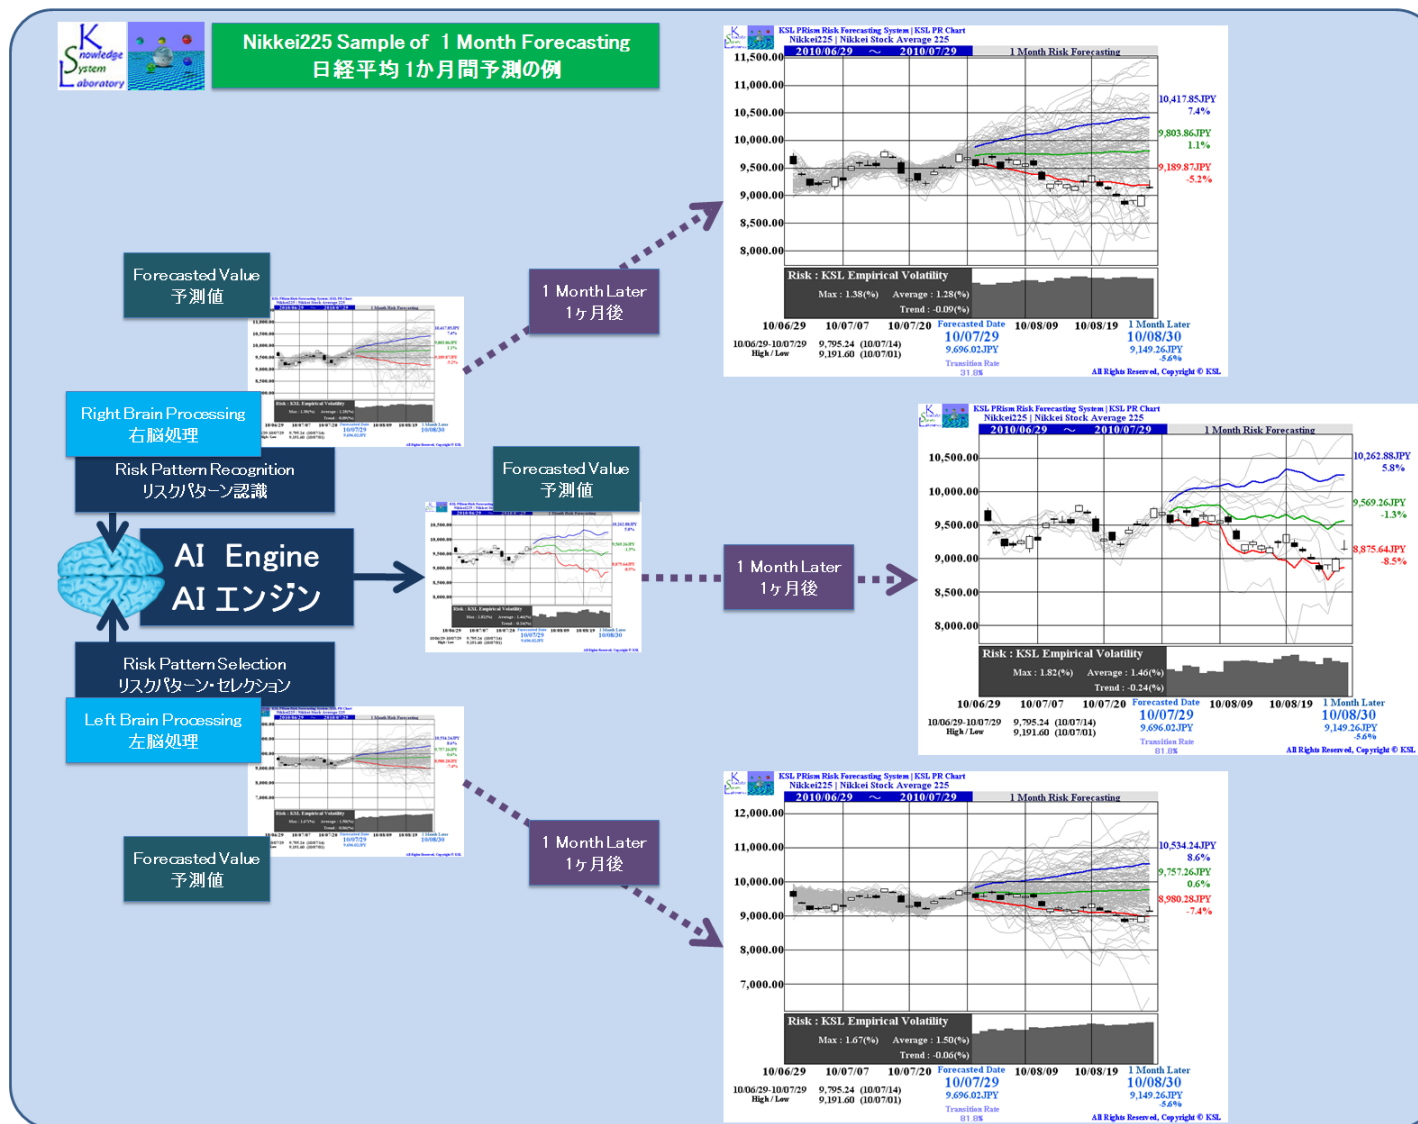 Knowledge
System
Laboratory
Nikkei225 Sample of 1 Month Forecasting
日経平均 1か月間予測の例
KSL PRism Risk Forecasting System | KSL PR Chart
Nikkei225 | Nikkei Stock Average 225
2010/06/29 ～ 2010/07/29 1 Month Risk Forecasting
11,500.00
11,000.00
10,500.00
10,000.00
9,500.00
9,000.00
8,500.00
8,000.00
10,417.85JPY
7.4%
9,803.86JPY
1.1%
9,189.87JPY
-5.2%
Risk : KSL Empirical Volatility
Max : 1.38(%) Average : 1.28(%)
Trend : -0.09(%)
10/06/29 10/07/07 10/07/20 Forecasted Date 10/08/09 10/08/19 1 Month Later
10/07/29 10/08/30
10/06/29-10/07/29 9,795.24 (10/07/14) 9,696.02JPY 9,149.26JPY
High / Low 9,191.60 (10/07/01) -5.6%
Transition Rate
31.8%
All Rights Reserved, Copyright © KSL
Forecasted Value
予測値
1 Month Later
1ヶ月後
Right Brain Processing
右脳処理
Risk Pattern Recognition
リスクパターン認識
AI Engine
AI エンジン
Risk Pattern Selection
リスクパターン・セレクション
Left Brain Processing
左脳処理
Forecasted Value
予測値
Forecasted Value
予測値
1 Month Later
1ヶ月後
KSL PRism Risk Forecasting System | KSL PR Chart
Nikkei225 | Nikkei Stock Average 225
2010/06/29 ～ 2010/07/29 1 Month Risk Forecasting
10,500.00
10,000.00
9,500.00
9,000.00
8,500.00
8,000.00
10,262.88JPY
5.8%
9,569.26JPY
-1.3%
8,875.64JPY
-8.5%
Risk : KSL Empirical Volatility
Max : 1.82(%) Average : 1.46(%)
Trend : -0.24(%)
10/06/29 10/07/07 10/07/20 Forecasted Date 10/08/09 10/08/19 1 Month Later
10/07/29 10/08/30
10/06/29-10/07/29 9,795.24 (10/07/14) 9,696.02JPY 9,149.26JPY
High / Low 9,191.60 (10/07/01) -5.6%
Transition Rate
81.8%
All Rights Reserved, Copyright © KSL
1 Month Later
1ヶ月後
KSL PRism Risk Forecasting System | KSL PR Chart
Nikkei225 | Nikkei Stock Average 225
2010/06/29 ～ 2010/07/29 1 Month Risk Forecasting
12,000.00
11,000.00
10,000.00
9,000.00
8,000.00
7,000.00
10,534.24JPY
8.6%
9,757.26JPY
0.6%
8,980.28JPY
-7.4%
Risk : KSL Empirical Volatility
Max : 1.67(%) Average : 1.50(%)
Trend : -0.06(%)
10/06/29 10/07/07 10/07/20 Forecasted Date 10/08/09 10/08/19 1 Month Later
10/07/29 10/08/30
10/06/29-10/07/29 9,795.24 (10/07/14) 9,696.02JPY 9,149.26JPY
High / Low 9,191.60 (10/07/01) -5.6%
Transition Rate
81.8%
All Rights Reserved, Copyright © KSL